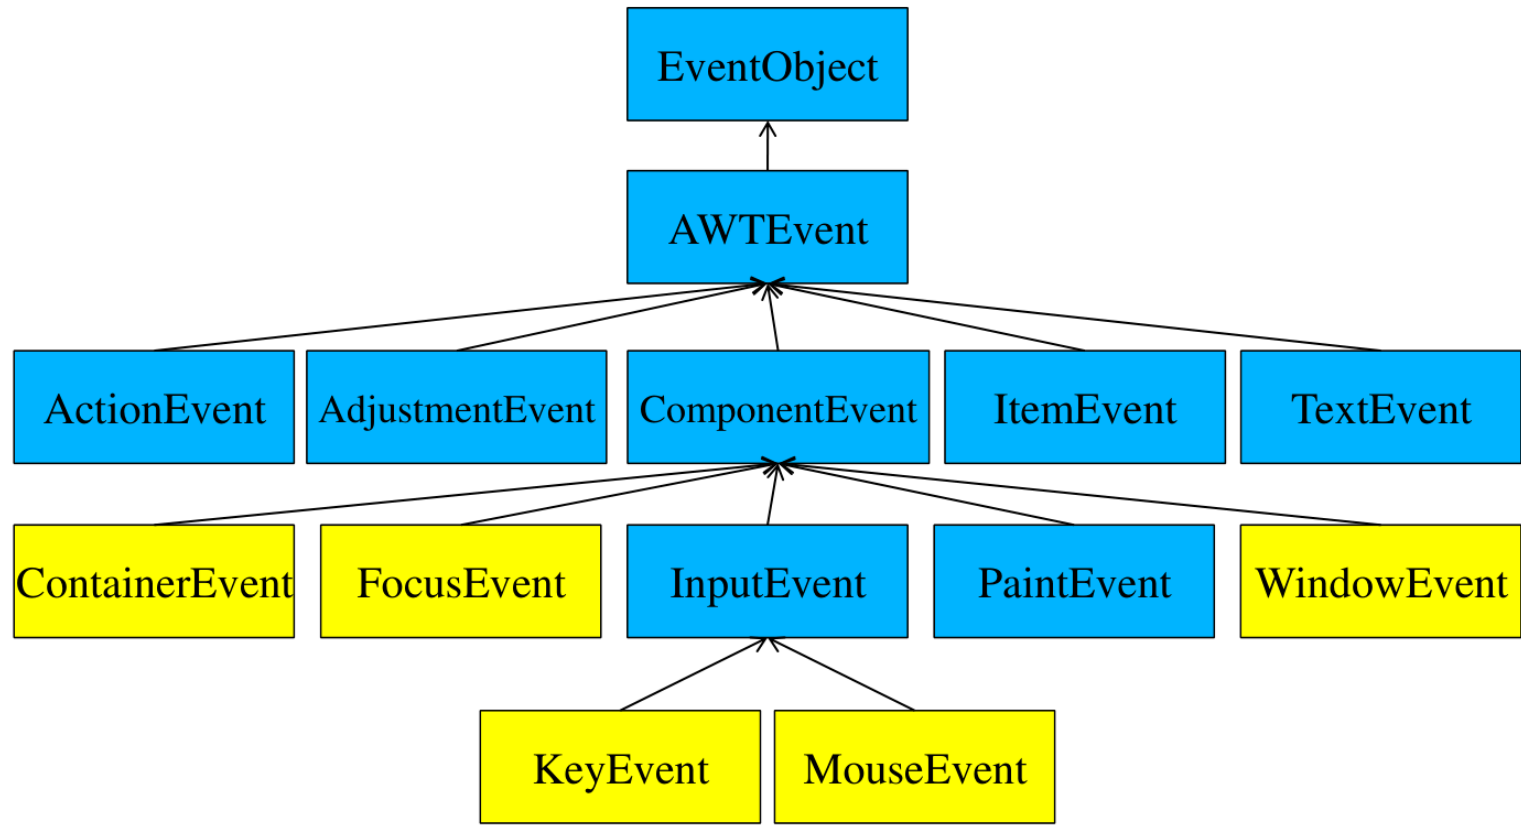 EventObject
AWTEvent
ActionEvent
AdjustmentEvent
ComponentEvent
ItemEvent
TextEvent
ContainerEvent
FocusEvent
InputEvent
PaintEvent
WindowEvent
KeyEvent
MouseEvent